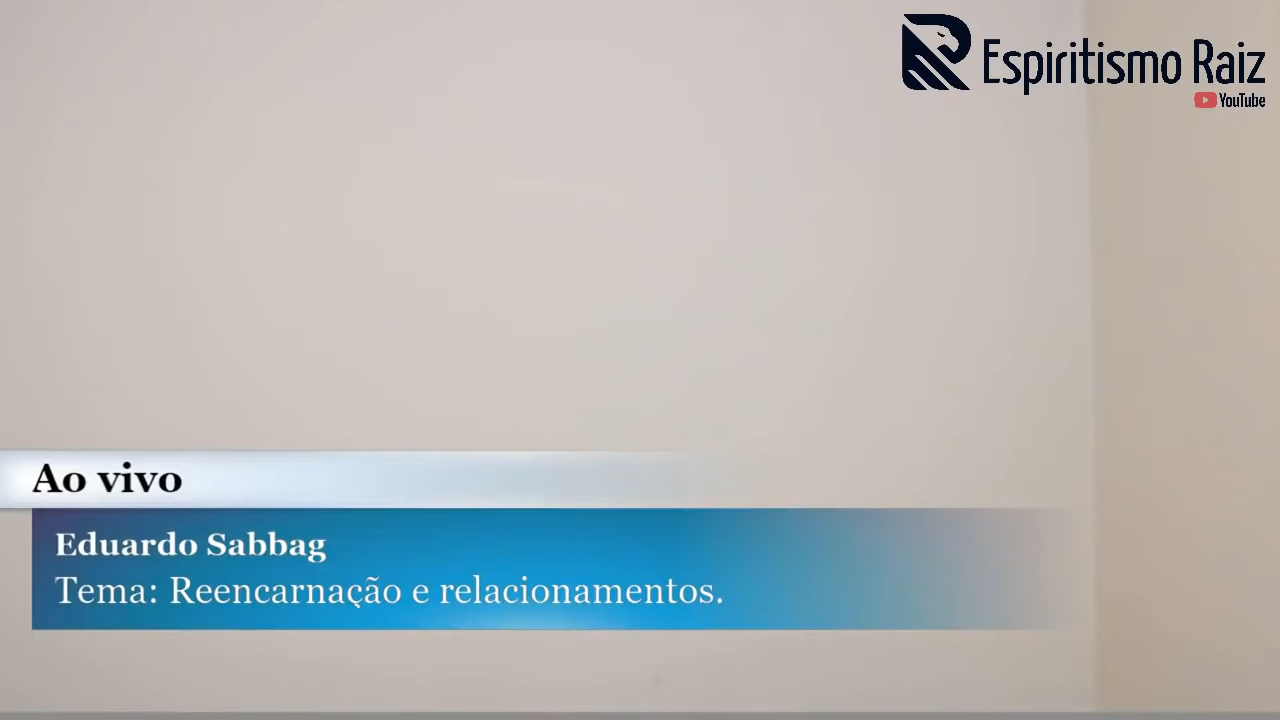 Espiritismo Raiz
YouTube
Ao vivo
Eduardo Sabbag
Tema: Reencarnação e relacionamentos.